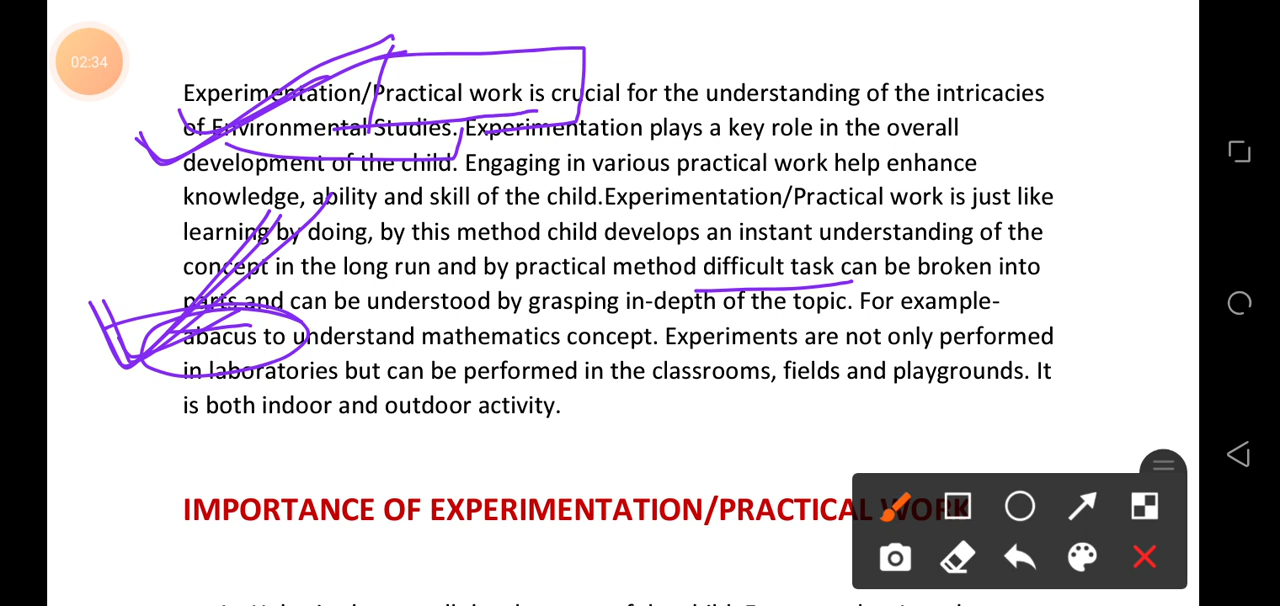 02:34
Experimentation/Practical work is crucial for the understanding of the intricacies
of Environmental Studies. Experimentation plays a key role in the overall
development of the child. Engaging in various practical work help enhance
knowledge, ability and skill of the child.Experimentation/Practical work is just like
learning by doing, by this method child develops an instant understanding of the
concept in the long run and by practical method difficult task can be broken into
parts and can be understood by grasping in-depth of the topic. For example-
abacus to understand mathematics concept. Experiments are not only performed
in laboratories but can be performed in the classrooms, fields and playgrounds. It
is both indoor and outdoor activity.
IMPORTANCE OF EXPERIMENTATION/PRACTICAL WORK